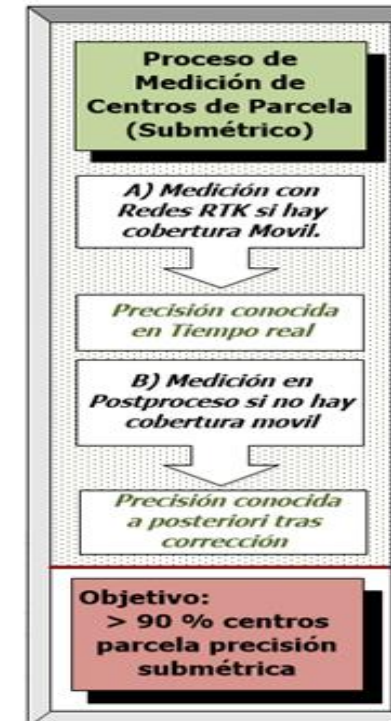 Proceso de
Medición de
Centros de Parcela
(Submétrico)
A) Medición con
Redes RTK si hay
cobertura Movil.
Precisión conocida
en Tiempo real
B) Medición en
Postproceso si no hay
cobertura movil
Precisión conocida
a posteriori tras
corrección
Objetivo:
> 90 % centros
parcela precisión
submétrica